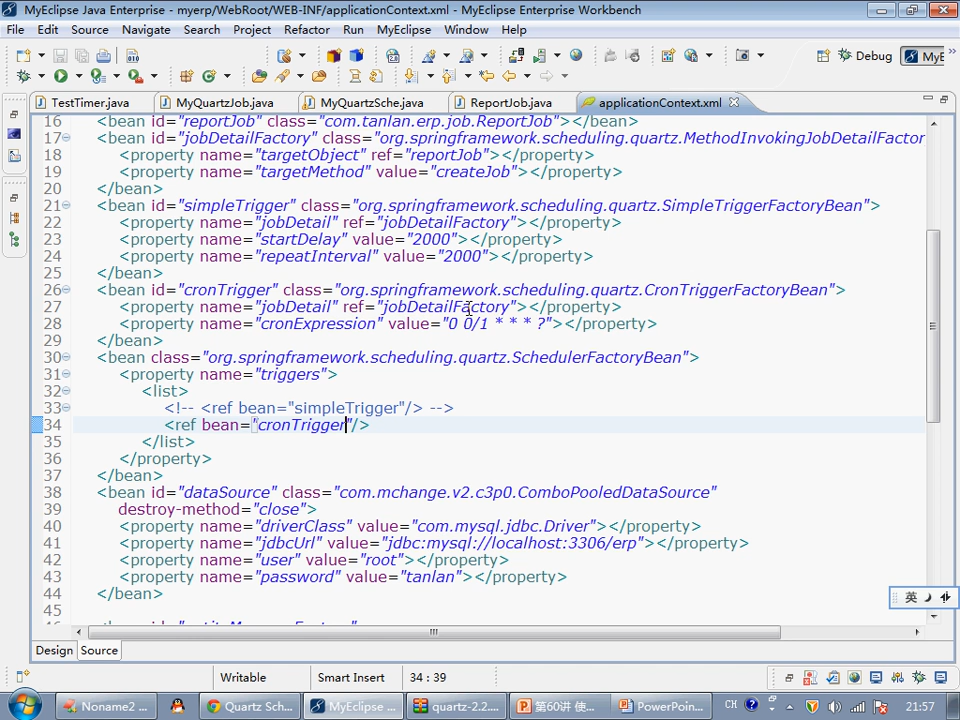 MyEclipse Java Enterprise - myerp/WebRoot/WEB-INF/applicationContext.xml - MyEclipse Enterprise Workbench
File Edit Source Navigate Search Project Refactor Run MyEclipse Window Help
Debug MyE
TestTimer.java MyQuartzJob.java MyQuartzSche.java ReportJob.java applicationContext.xml
16 <bean id="reportJob" class="com.tanlan.erp.job.ReportJob"></bean>
17 <bean id="jobDetailFactory" class="org.springframework.scheduling.quartz.MethodInvokingJobDetailFactor
18 <property name="targetObject" ref="reportJob"></property>
19 <property name="targetMethod" value="createJob"></property>
20 </bean>
21 <bean id="simpleTrigger" class="org.springframework.scheduling.quartz.SimpleTriggerFactoryBean">
22 <property name="jobDetail" ref="jobDetailFactory"></property>
23 <property name="startDelay" value="2000"></property>
24 <property name="repeatInterval" value="2000"></property>
25 </bean>
26 <bean id="cronTrigger" class="org.springframework.scheduling.quartz.CronTriggerFactoryBean">
27 <property name="jobDetail" ref="jobDetailFactory"></property>
28 <property name="cronExpression" value="0 0/1 * * * ?"></property>
29 </bean>
30 <bean class="org.springframework.scheduling.quartz.SchedulerFactoryBean">
31 <property name="triggers">
32 <list>
33 <!-- <ref bean="simpleTrigger"/> -->
34 <ref bean="cronTrigger"/>
35 </list>
36 </property>
37 </bean>
38 <bean id="dataSource" class="com.mchange.v2.c3p0.ComboPooledDataSource"
39 destroy-method="close">
40 <property name="driverClass" value="com.mysql.jdbc.Driver"></property>
41 <property name="jdbcUrl" value="jdbc:mysql://localhost:3306/erp"></property>
42 <property name="user" value="root"></property>
43 <property name="password" value="tanlan"></property>
44 </bean>
45
英
Design Source
Writable Smart Insert 34 : 39
Noname2 ... Quartz Sch... MyEclipse ... quartz-2.2.... 第60讲 使... PowerPoin... CH 21:57